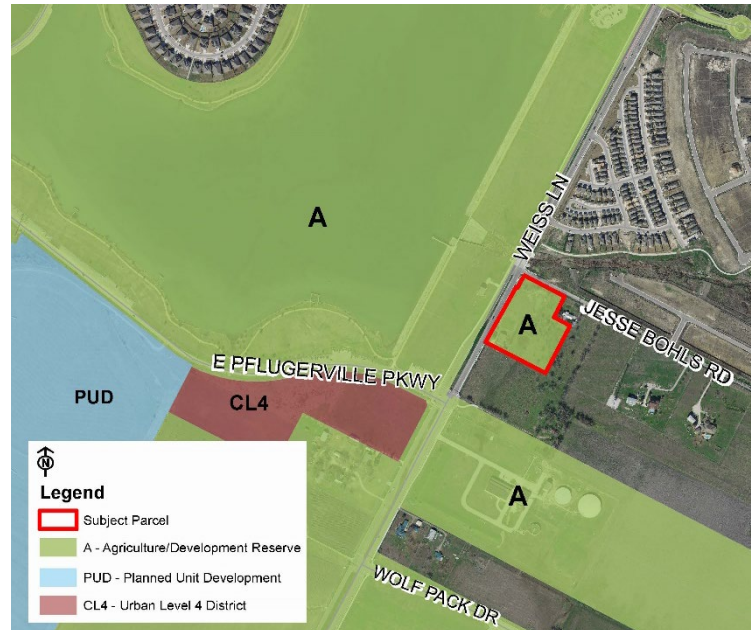 A
WEISS LN
A
JESSE BOHLS RD
E PFLUGERVILLE PKWY
PUD
CL4
A
WOLF PACK DR
N
Legend
Subject Parcel
A - Agriculture/Development Reserve
PUD - Planned Unit Development
CL4 - Urban Level 4 District